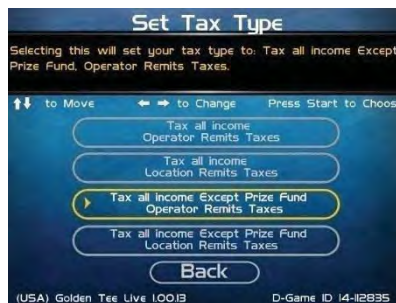 Set Tax Type
Selecting this will set your tax type to: Tax all income Except
Prize Fund, Operator Remits Taxes.
to Move to Change Press Start to Choos
Tax all income
Operator Remits Taxes
Tax all income
Location Remits Taxes
Tax all income Except Prize Fund
Operator Remits Taxes
Tax all income Except Prize Fund
Location Remits Taxes
Back
(USA) Golden Tee Live 1.00.13 D-Game ID 14-112835